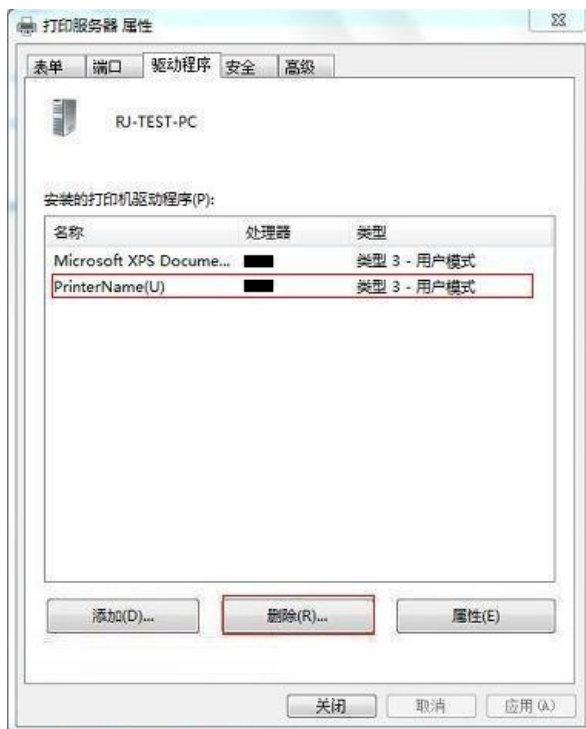 打印服务器 属性
表单 端口 驱动程序 安全 高级
RJ-TEST-PC
安装的打印机驱动程序(P):
名称 处理器 类型
Microsoft XPS Docume... 类型 3 - 用户模式
PrinterName(U) 类型 3 - 用户模式
添加(D)... 删除(R)... 属性(E)
关闭 取消 应用(A)